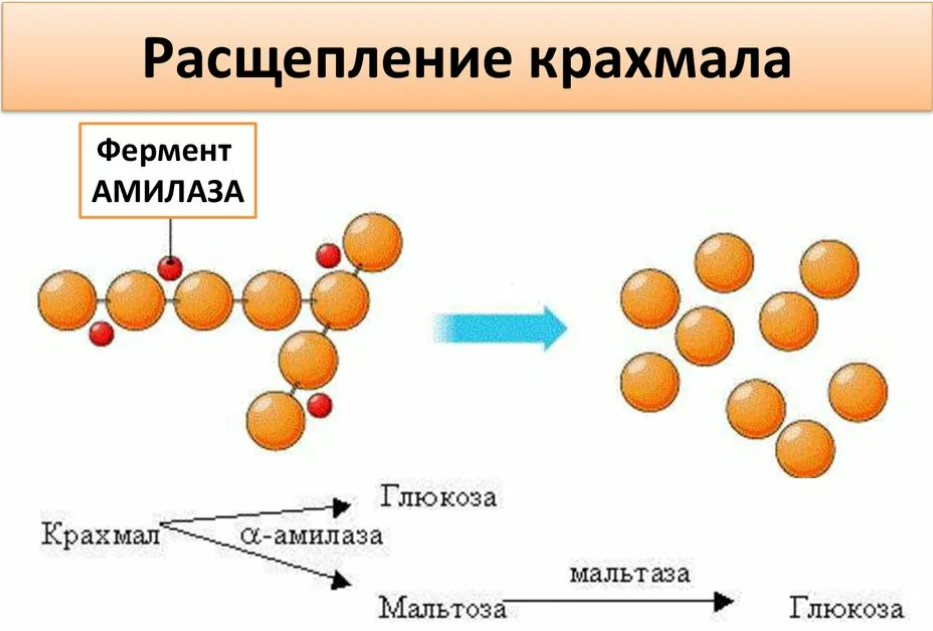 Расщепление крахмала
Фермент
АМИЛАЗА
Глюкоза
Крахмал
α-амилаза
мальтаза
Мальтоза
Глюкоза